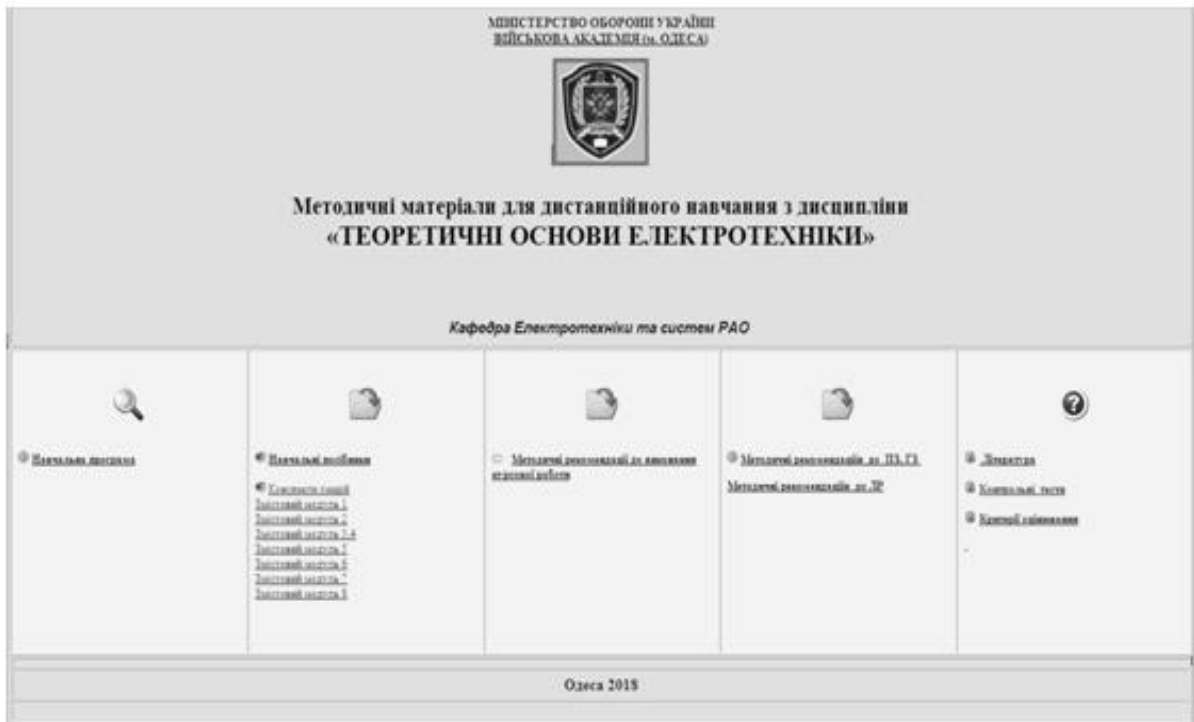 МІНІСТЕРСТВО ОБОРОНИ УКРАЇНИ
ВІЙСЬКОВА АКАДЕМІЯ (м. ОДЕСА)
Методичні матеріали для дистанційного навчання з дисципліни
«ТЕОРЕТИЧНІ ОСНОВИ ЕЛЕКТРОТЕХНІКИ»
Кафедра Електротехніки та систем РАО
Навчальна програма
Навчальні посібники
Конспекти лекцій
Змістовий модуль 1
Змістовий модуль 2
Змістовий модуль 3-4
Змістовий модуль 5
Змістовий модуль 6
Змістовий модуль 7
Змістовий модуль 8
Методичні рекомендації до виконання
курсової роботи
Методичні рекомендацій до ПЗ, ГЗ
Методичні рекомендацій до ЛР
Література
Контрольні тести
Критерії оцінювання
Одеса 2018